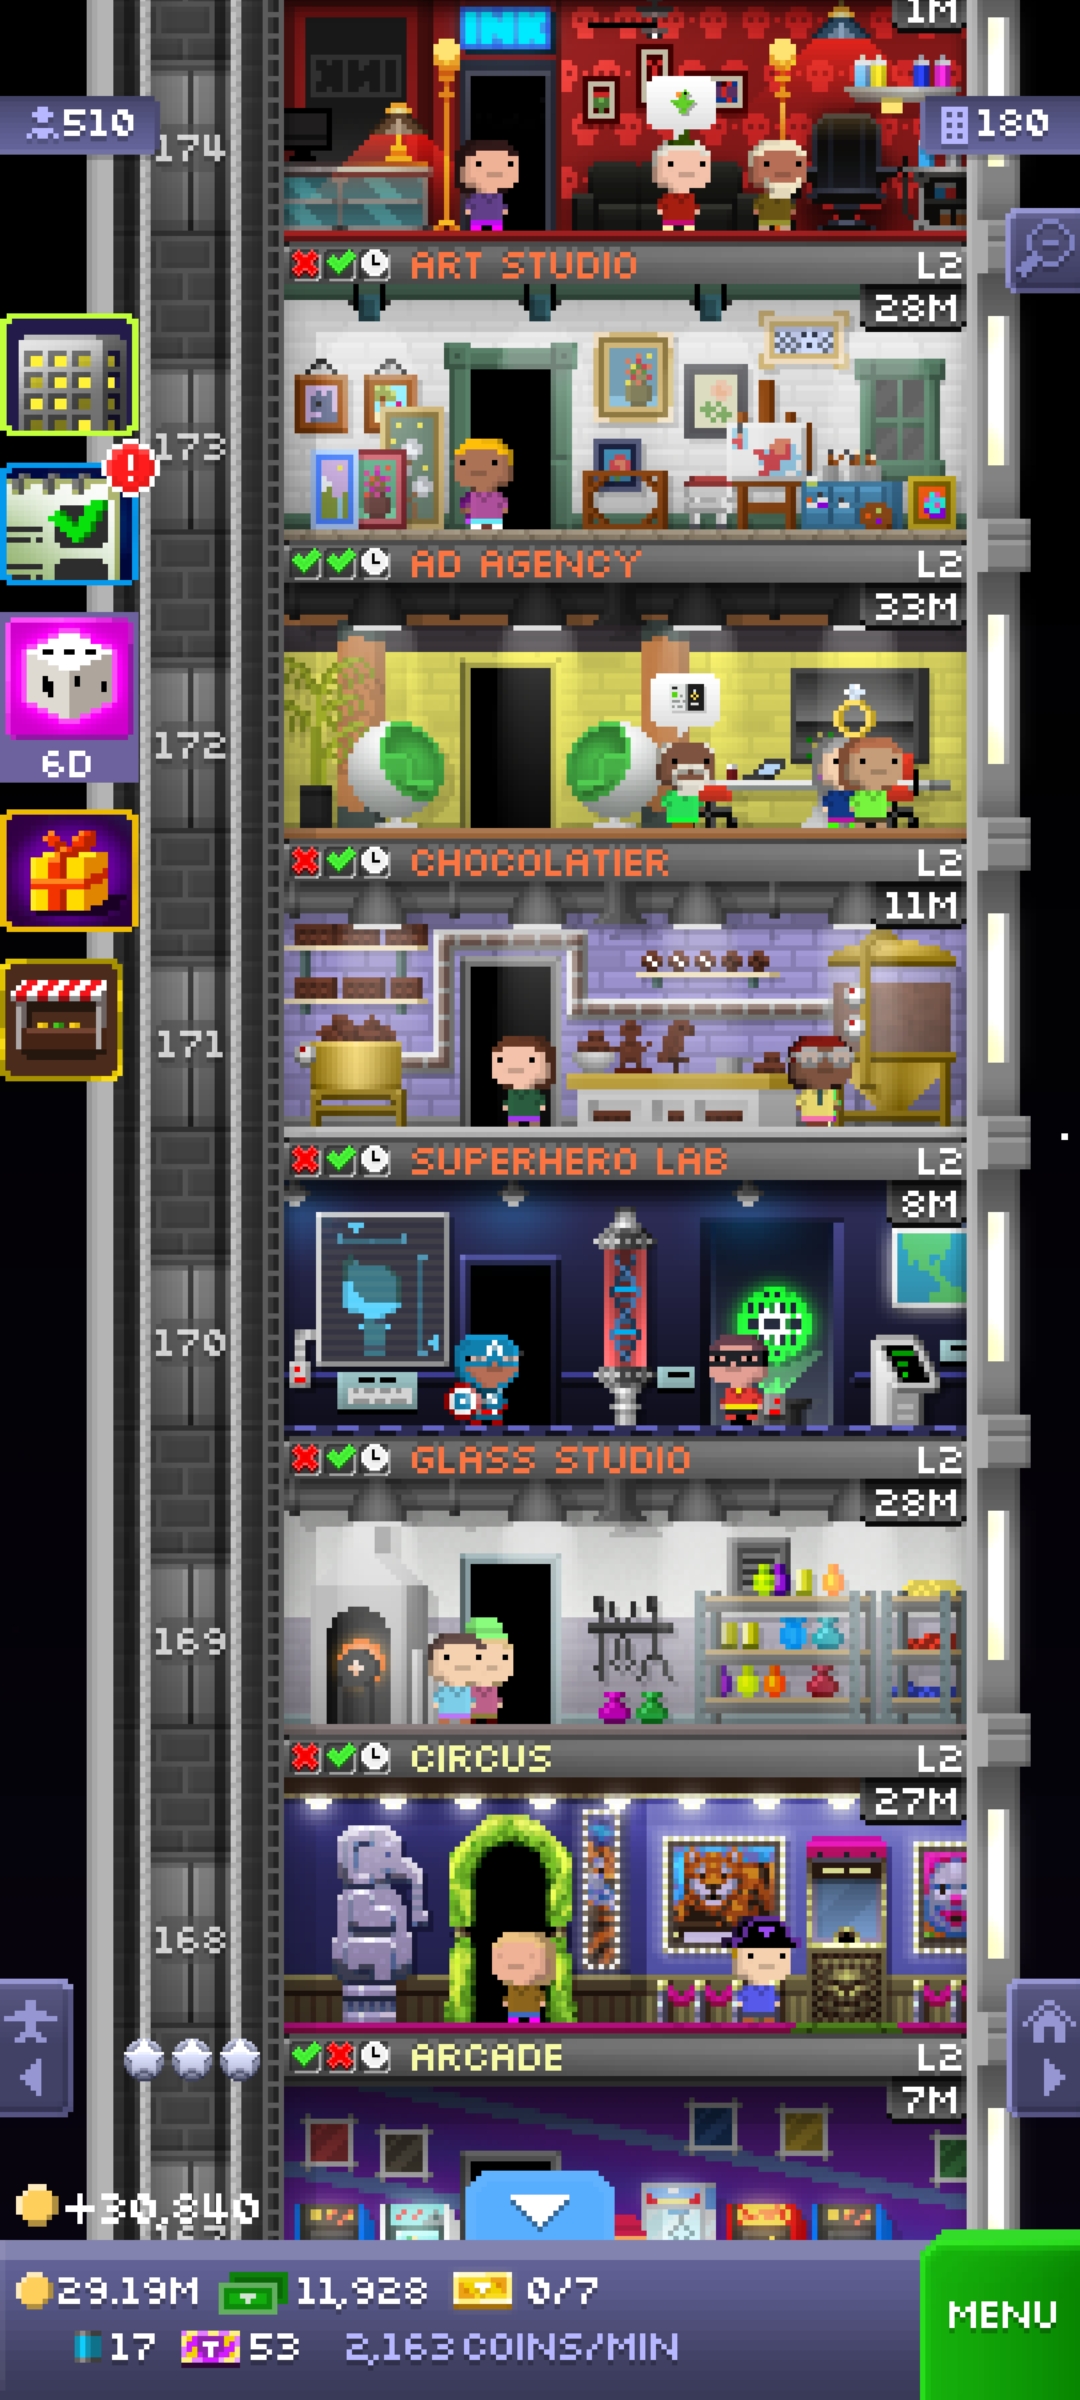 1M
INK
510
180
174
ART STUDIO L2
28M
173
AD AGENCY L2
33M
172
6D
CHOCOLATIER L2
11M
171
SUPERHERO LAB L2
8M
170
GLASS STUDIO L2
28M
169
CIRCUS L2
27M
168
ARCADE L2
7M
+30,840
29.19M 11,928 0/7
MENU
17 53 2,163 COINS/MIN